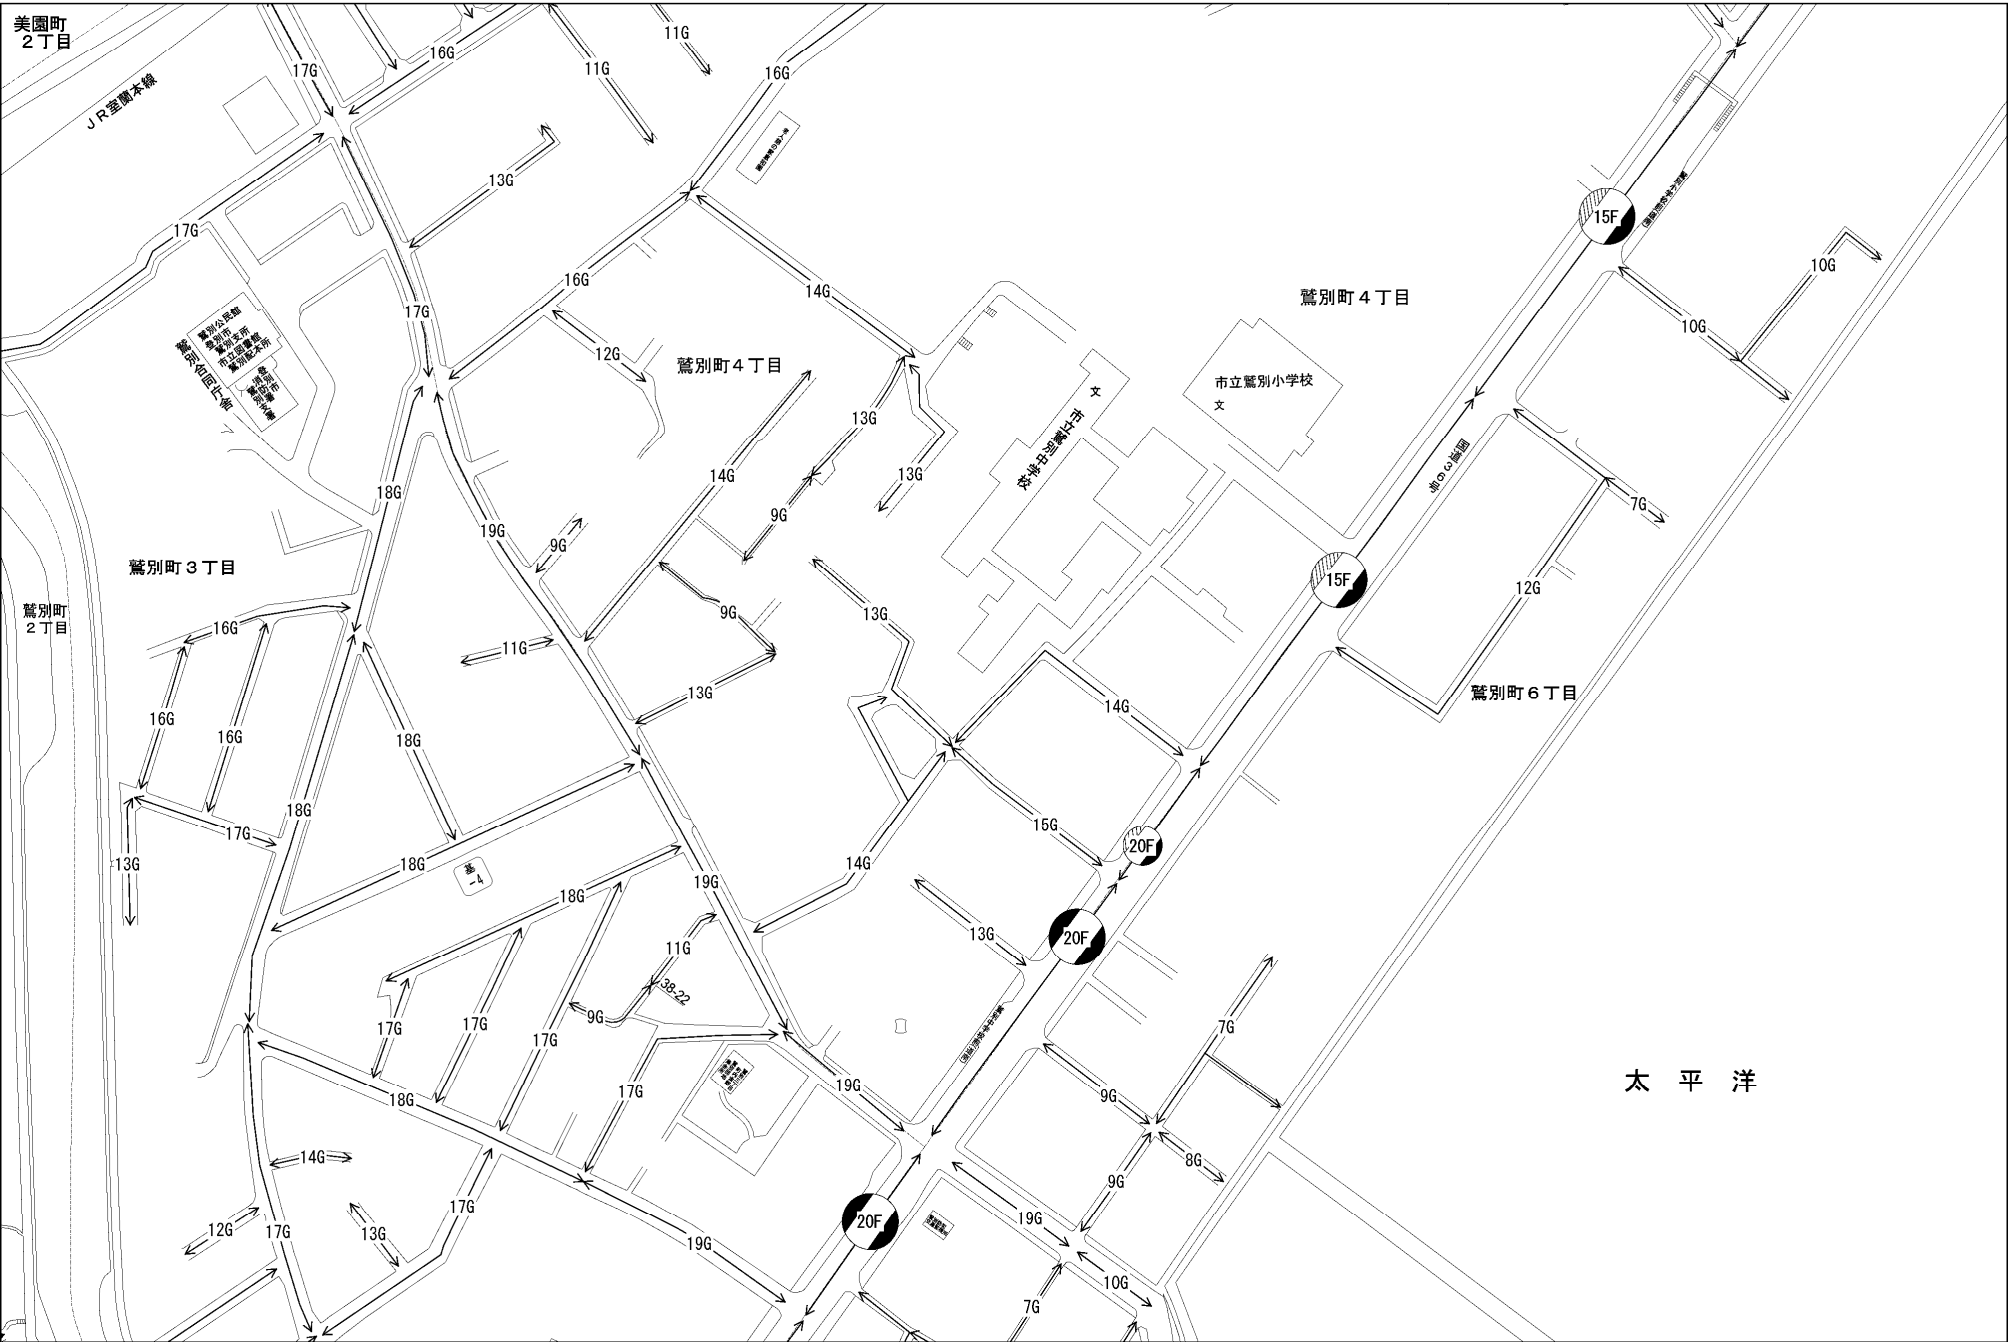 美園町
２丁目
ＪＲ室蘭本線
17G
16G
11G
11G
16G
13G
17G
15F
16G
14G
17G
10G
10G
鷲別公民館
登別市
鷲別支所
市立図書館
鷲別配本所
鷲別合同庁舎
登別市
消防署
鷲別支署
12G
鷲別町４丁目
鷲別町４丁目
市立鷲別小学校
文
文
市立鷲別中学校
国道３６号
13G
14G
13G
18G
19G
9G
9G
7G
鷲別町３丁目
15F
12G
鷲別町
２丁目
16G
9G
13G
11G
13G
鷲別町６丁目
16G
16G
18G
14G
18G
17G
15G
20F
13G
18G
基
-4
14G
19G
18G
13G
20F
11G
38-22
9G
17G
17G
17G
7G
太平洋
17G
19G
18G
9G
14G
8G
9G
17G
12G
17G
13G
19G
20F
19G
10G
7G